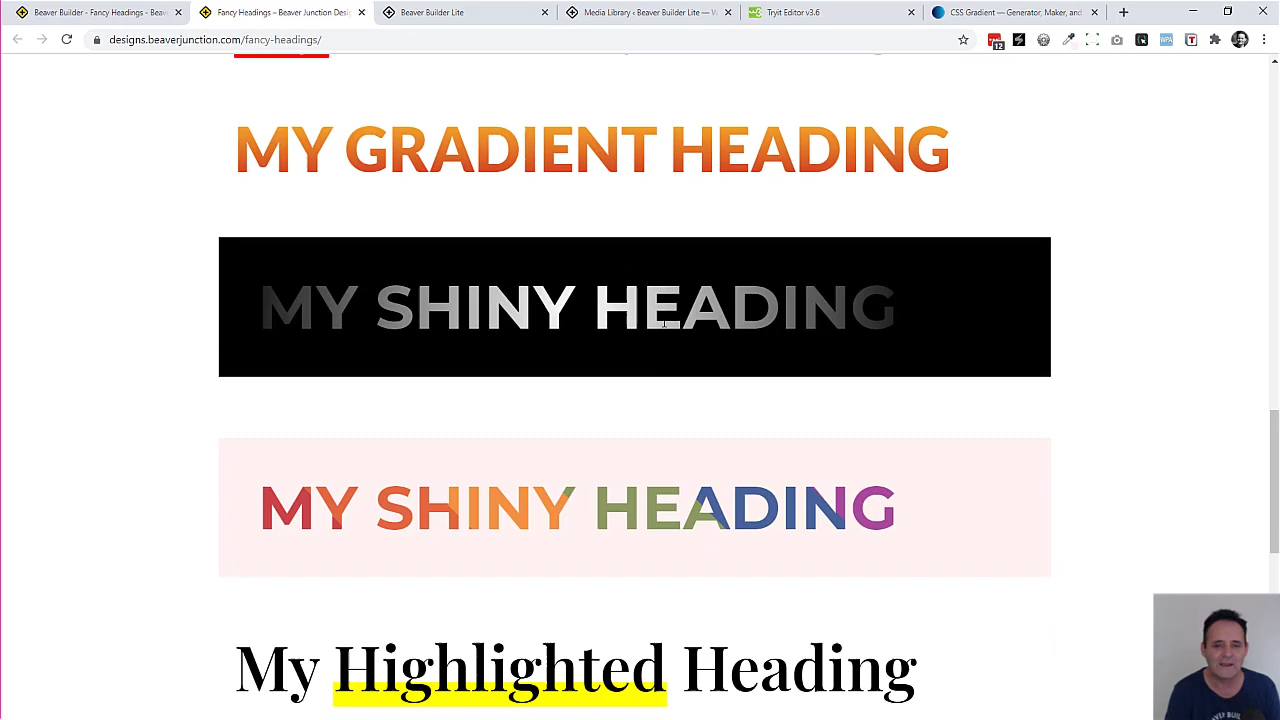 Beaver Builder - Fancy Headings - Beav
Fancy Headings – Beaver Junction Desi
Beaver Builder Lite
Media Library ‹ Beaver Builder Lite — W
Tryit Editor v3.6
CSS Gradient — Generator, Maker, and
designs.beaverjunction.com/fancy-headings/
12
WPA
T
MY GRADIENT HEADING
MY SHINY HEADING
MY SHINY HEADING
My Highlighted Heading